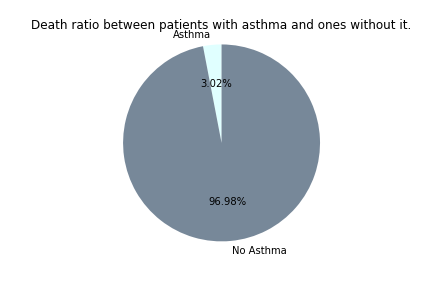 Death ratio between patients with asthma and ones without it.
Asthma
3.02%
96.98%
No Asthma